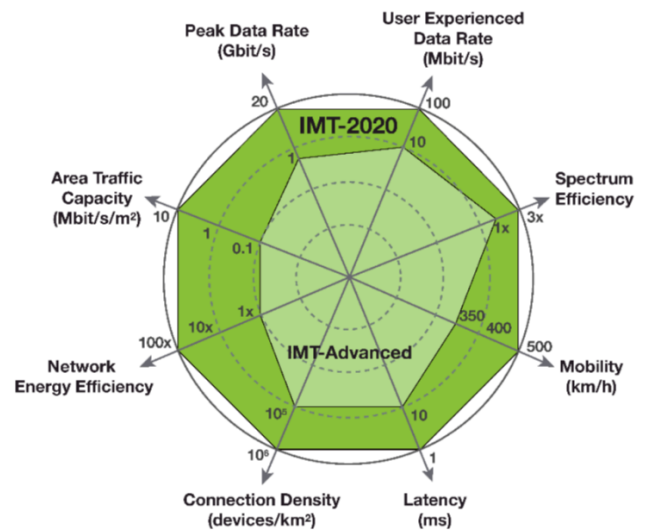 Peak Data Rate
(Gbit/s)
User Experienced
Data Rate
(Mbit/s)
20
100
IMT-2020
1
10
Area Traffic
Capacity
(Mbit/s/m²)
10
1
0.1
Spectrum
Efficiency
3x
1x
100x
10x
1x
350
400
500
Network
Energy Efficiency
Mobility
(km/h)
IMT-Advanced
10⁵
10
10⁶
1
Connection Density
(devices/km²)
Latency
(ms)